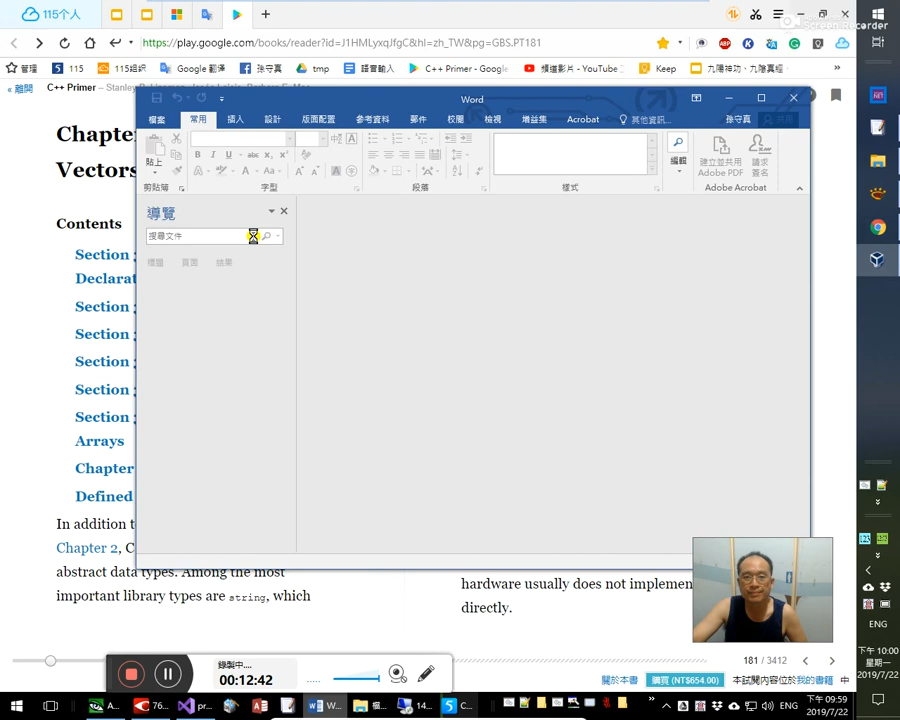 115个人
Screen Recorder
https://play.google.com/books/reader?id=J1HMLyxqJfgC&hl=zh_TW&pg=GBS.PT181
管理
115
115組織
Google 翻譯
孫守真
tmp
語音輸入
C++ Primer - Google
頻道影片 - YouTube
Keep
九陽神功、九陰真經
« 離開
C++ Primer
Word
檔案
常用
插入
設計
版面配置
參考資料
郵件
校閱
檢視
增益集
Acrobat
其他資訊...
孫守真
共用
貼上
編輯
建立並共用
Adobe PDF
請求
簽名
剪貼簿
字型
段落
樣式
Adobe Acrobat
導覽
搜尋文件
標題
頁面
結果
Chapter
Vectors
Contents
Section
Declarat
Section
Section
Section
Section
Section
Arrays
Chapter
Defined
In addition t
Chapter 2, C
abstract data types. Among the most
important library types are string, which
hardware usually does not implemen
directly.
181 / 3412
關於本書
購買 (NT$654.00)
本試閱內容位於我的書籍 中
錄製中....
00:12:42
ENG
下午 10:00
星期一
2019/7/22
A...
76...
pr...
W...
個...
14...
C...
ENG
下午 09:59
2019/7/22